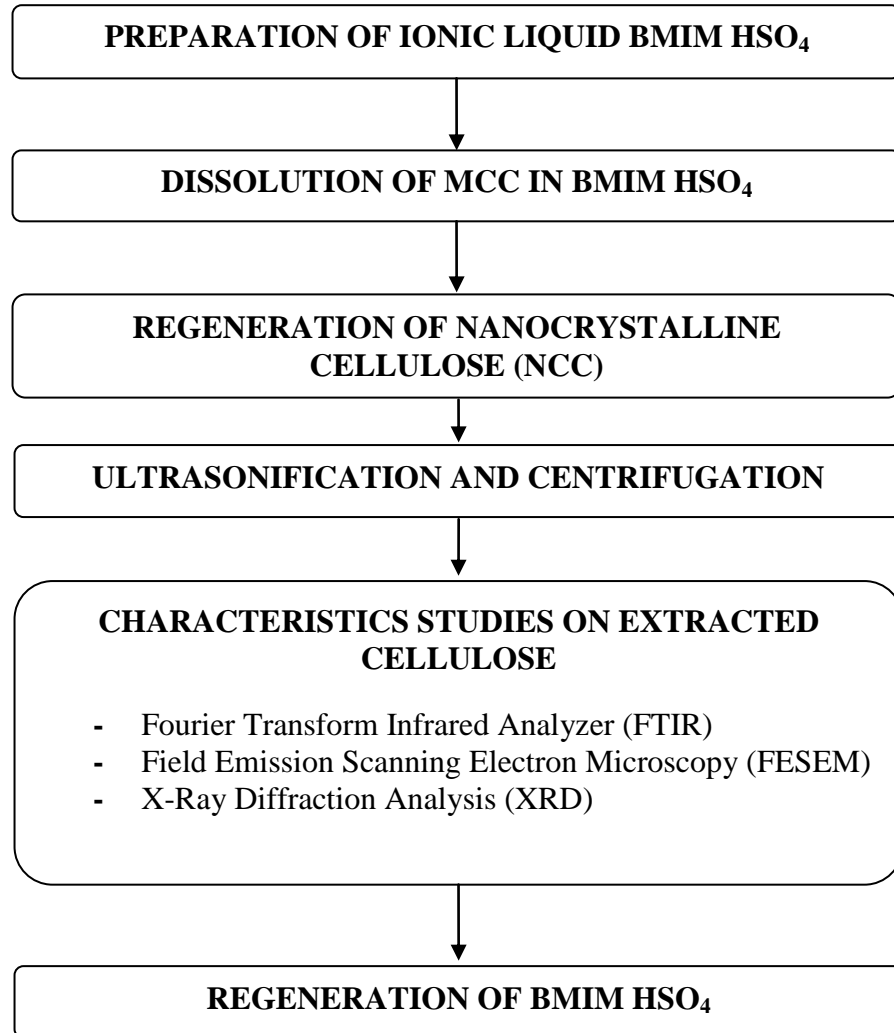 PREPARATION OF IONIC LIQUID BMIM HSO₄
DISSOLUTION OF MCC IN BMIM HSO₄
REGENERATION OF NANOCRYSTALLINE
CELLULOSE (NCC)
ULTRASONIFICATION AND CENTRIFUGATION
CHARACTERISTICS STUDIES ON EXTRACTED
CELLULOSE
- Fourier Transform Infrared Analyzer (FTIR)
- Field Emission Scanning Electron Microscopy (FESEM)
- X-Ray Diffraction Analysis (XRD)
REGENERATION OF BMIM HSO₄